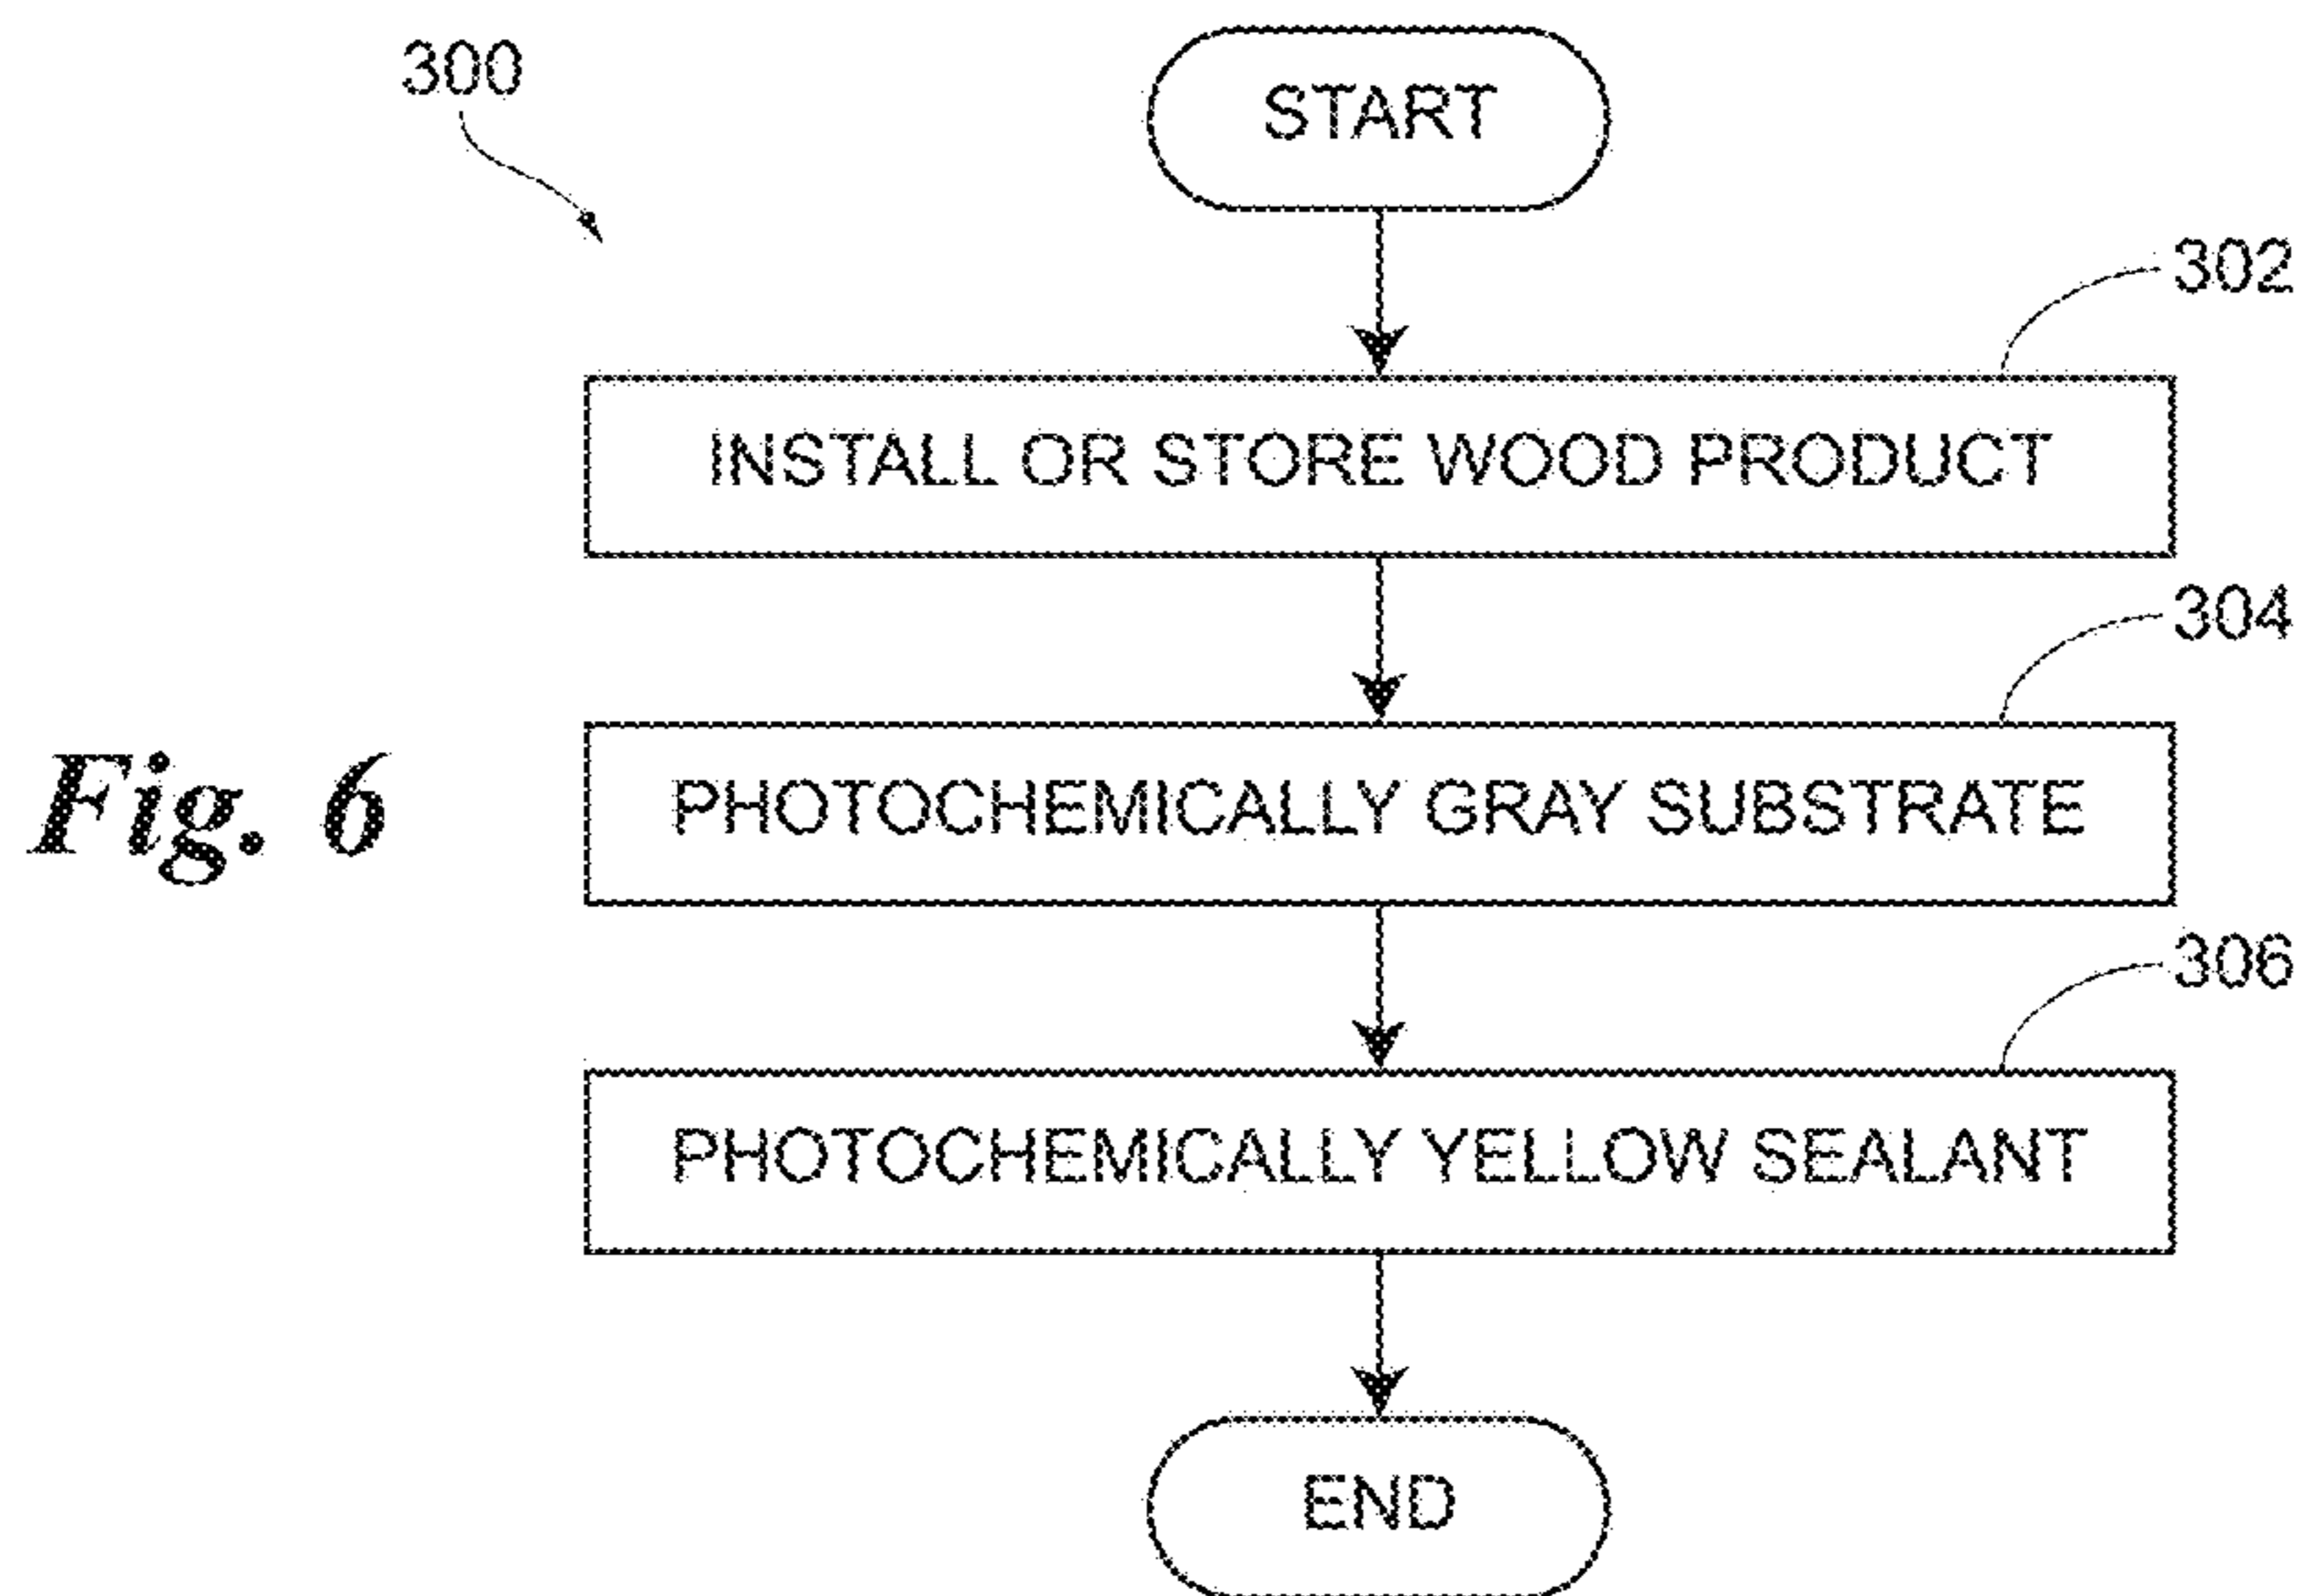 300
START
302
INSTALL OR STORE WOOD PRODUCT
304
PHOTOCHEMICALLY GRAY SUBSTRATE
Fig. 6
306
PHOTOCHEMICALLY YELLOW SEALANT
END